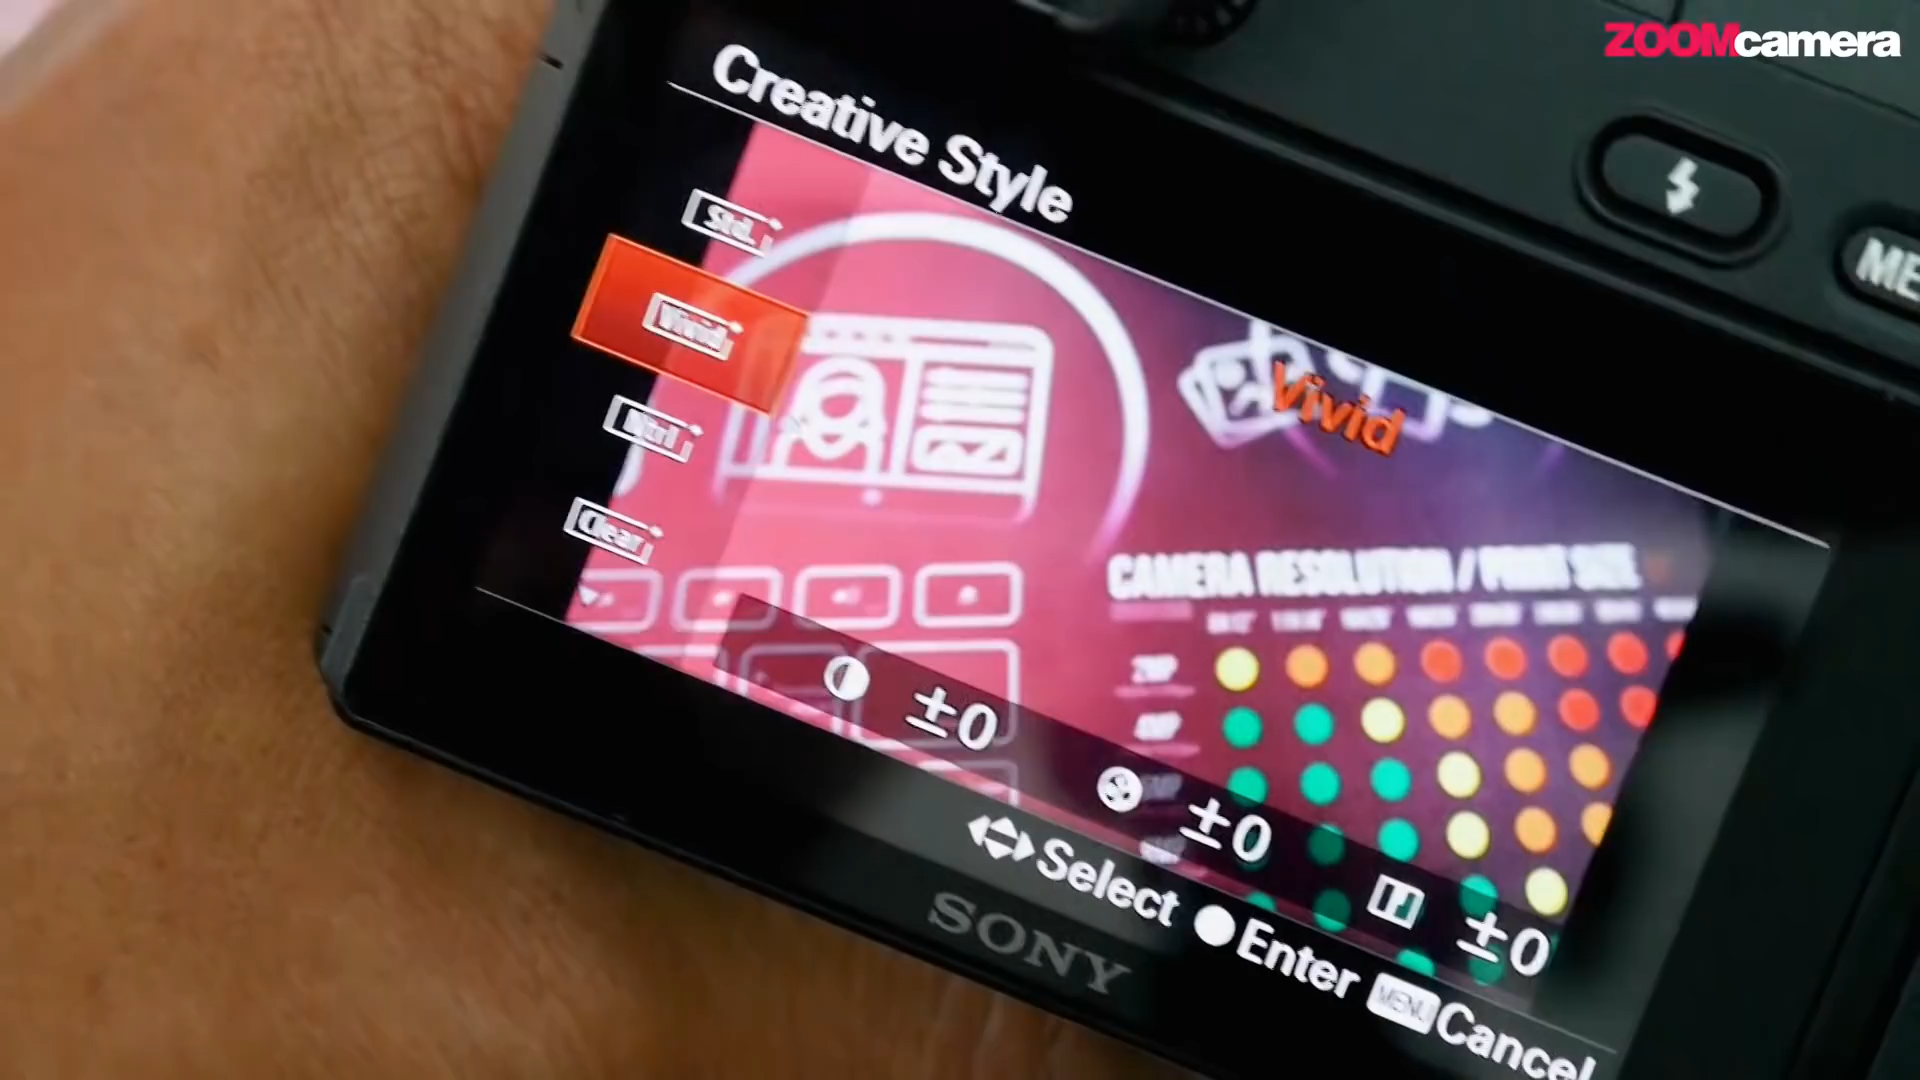 ZOOMcamera
Creative Style
Std.
Vivid
Vivid
Ntrl
Clear
CAMERA RESOLUTION / PRINT SIZE
2MP
±0
±0
±0
Select Enter MENU Cancel
SONY
ME